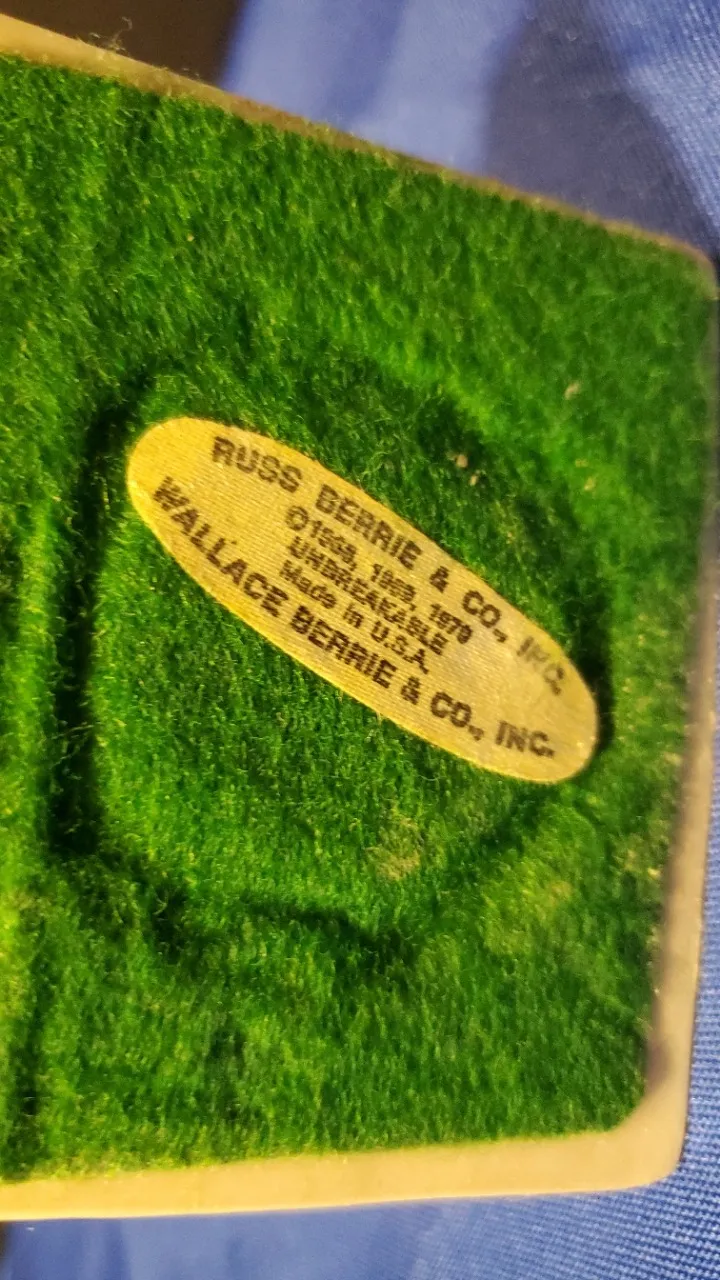 RUSS BERRIE & CO., INC.
©1968, 1969, 1970
UNBREAKABLE
Made in U.S.A.
WALLACE BERRIE & CO., INC.